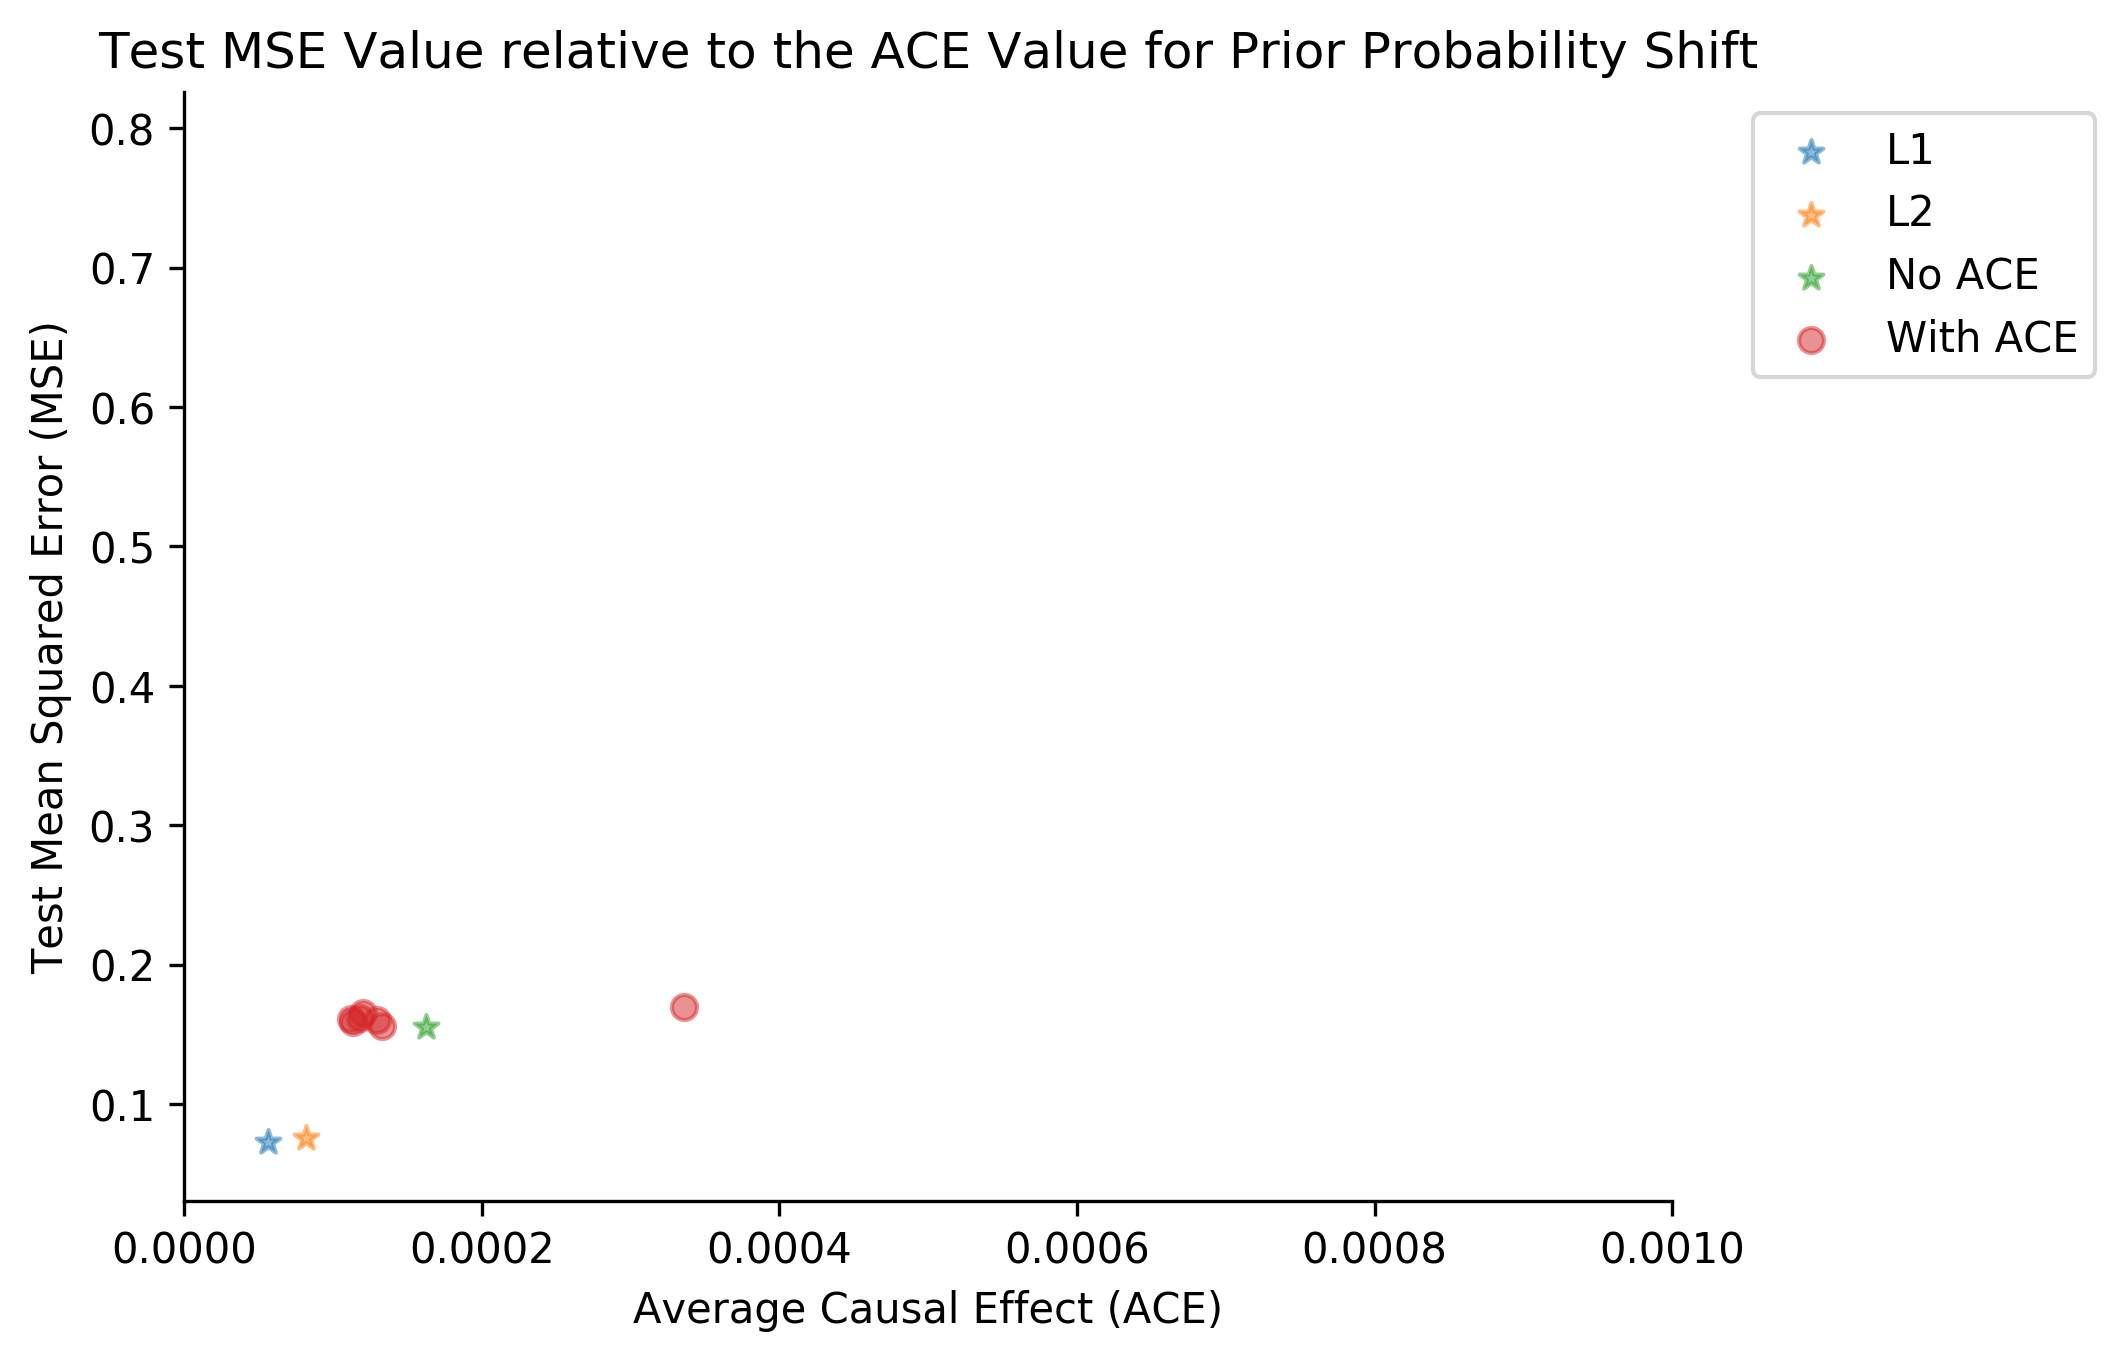 Test MSE Value relative to the ACE Value for Prior Probability Shift
L1
L2
No ACE
With ACE
Test Mean Squared Error (MSE)
0.8
0.7
0.6
0.5
0.4
0.3
0.2
0.1
0.0000 0.0002 0.0004 0.0006 0.0008 0.0010
Average Causal Effect (ACE)